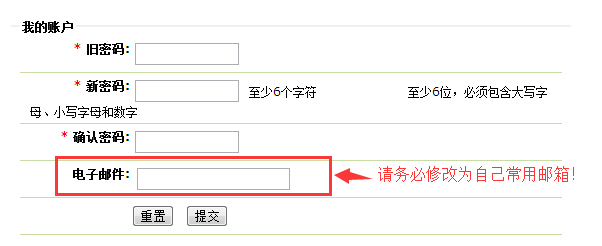 我的账户
* 旧密码:
* 新密码: 至少6个字符 至少6位，必须包含大写字
母、小写字母和数字
* 确认密码:
电子邮件: 请务必修改为自己常用邮箱!
重置 提交